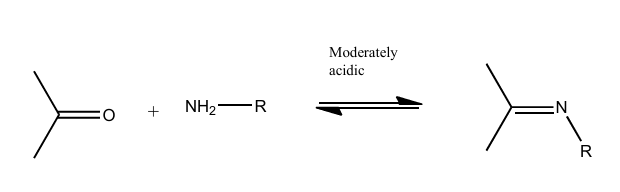 Moderately
acidic
O + NH2 R N
R